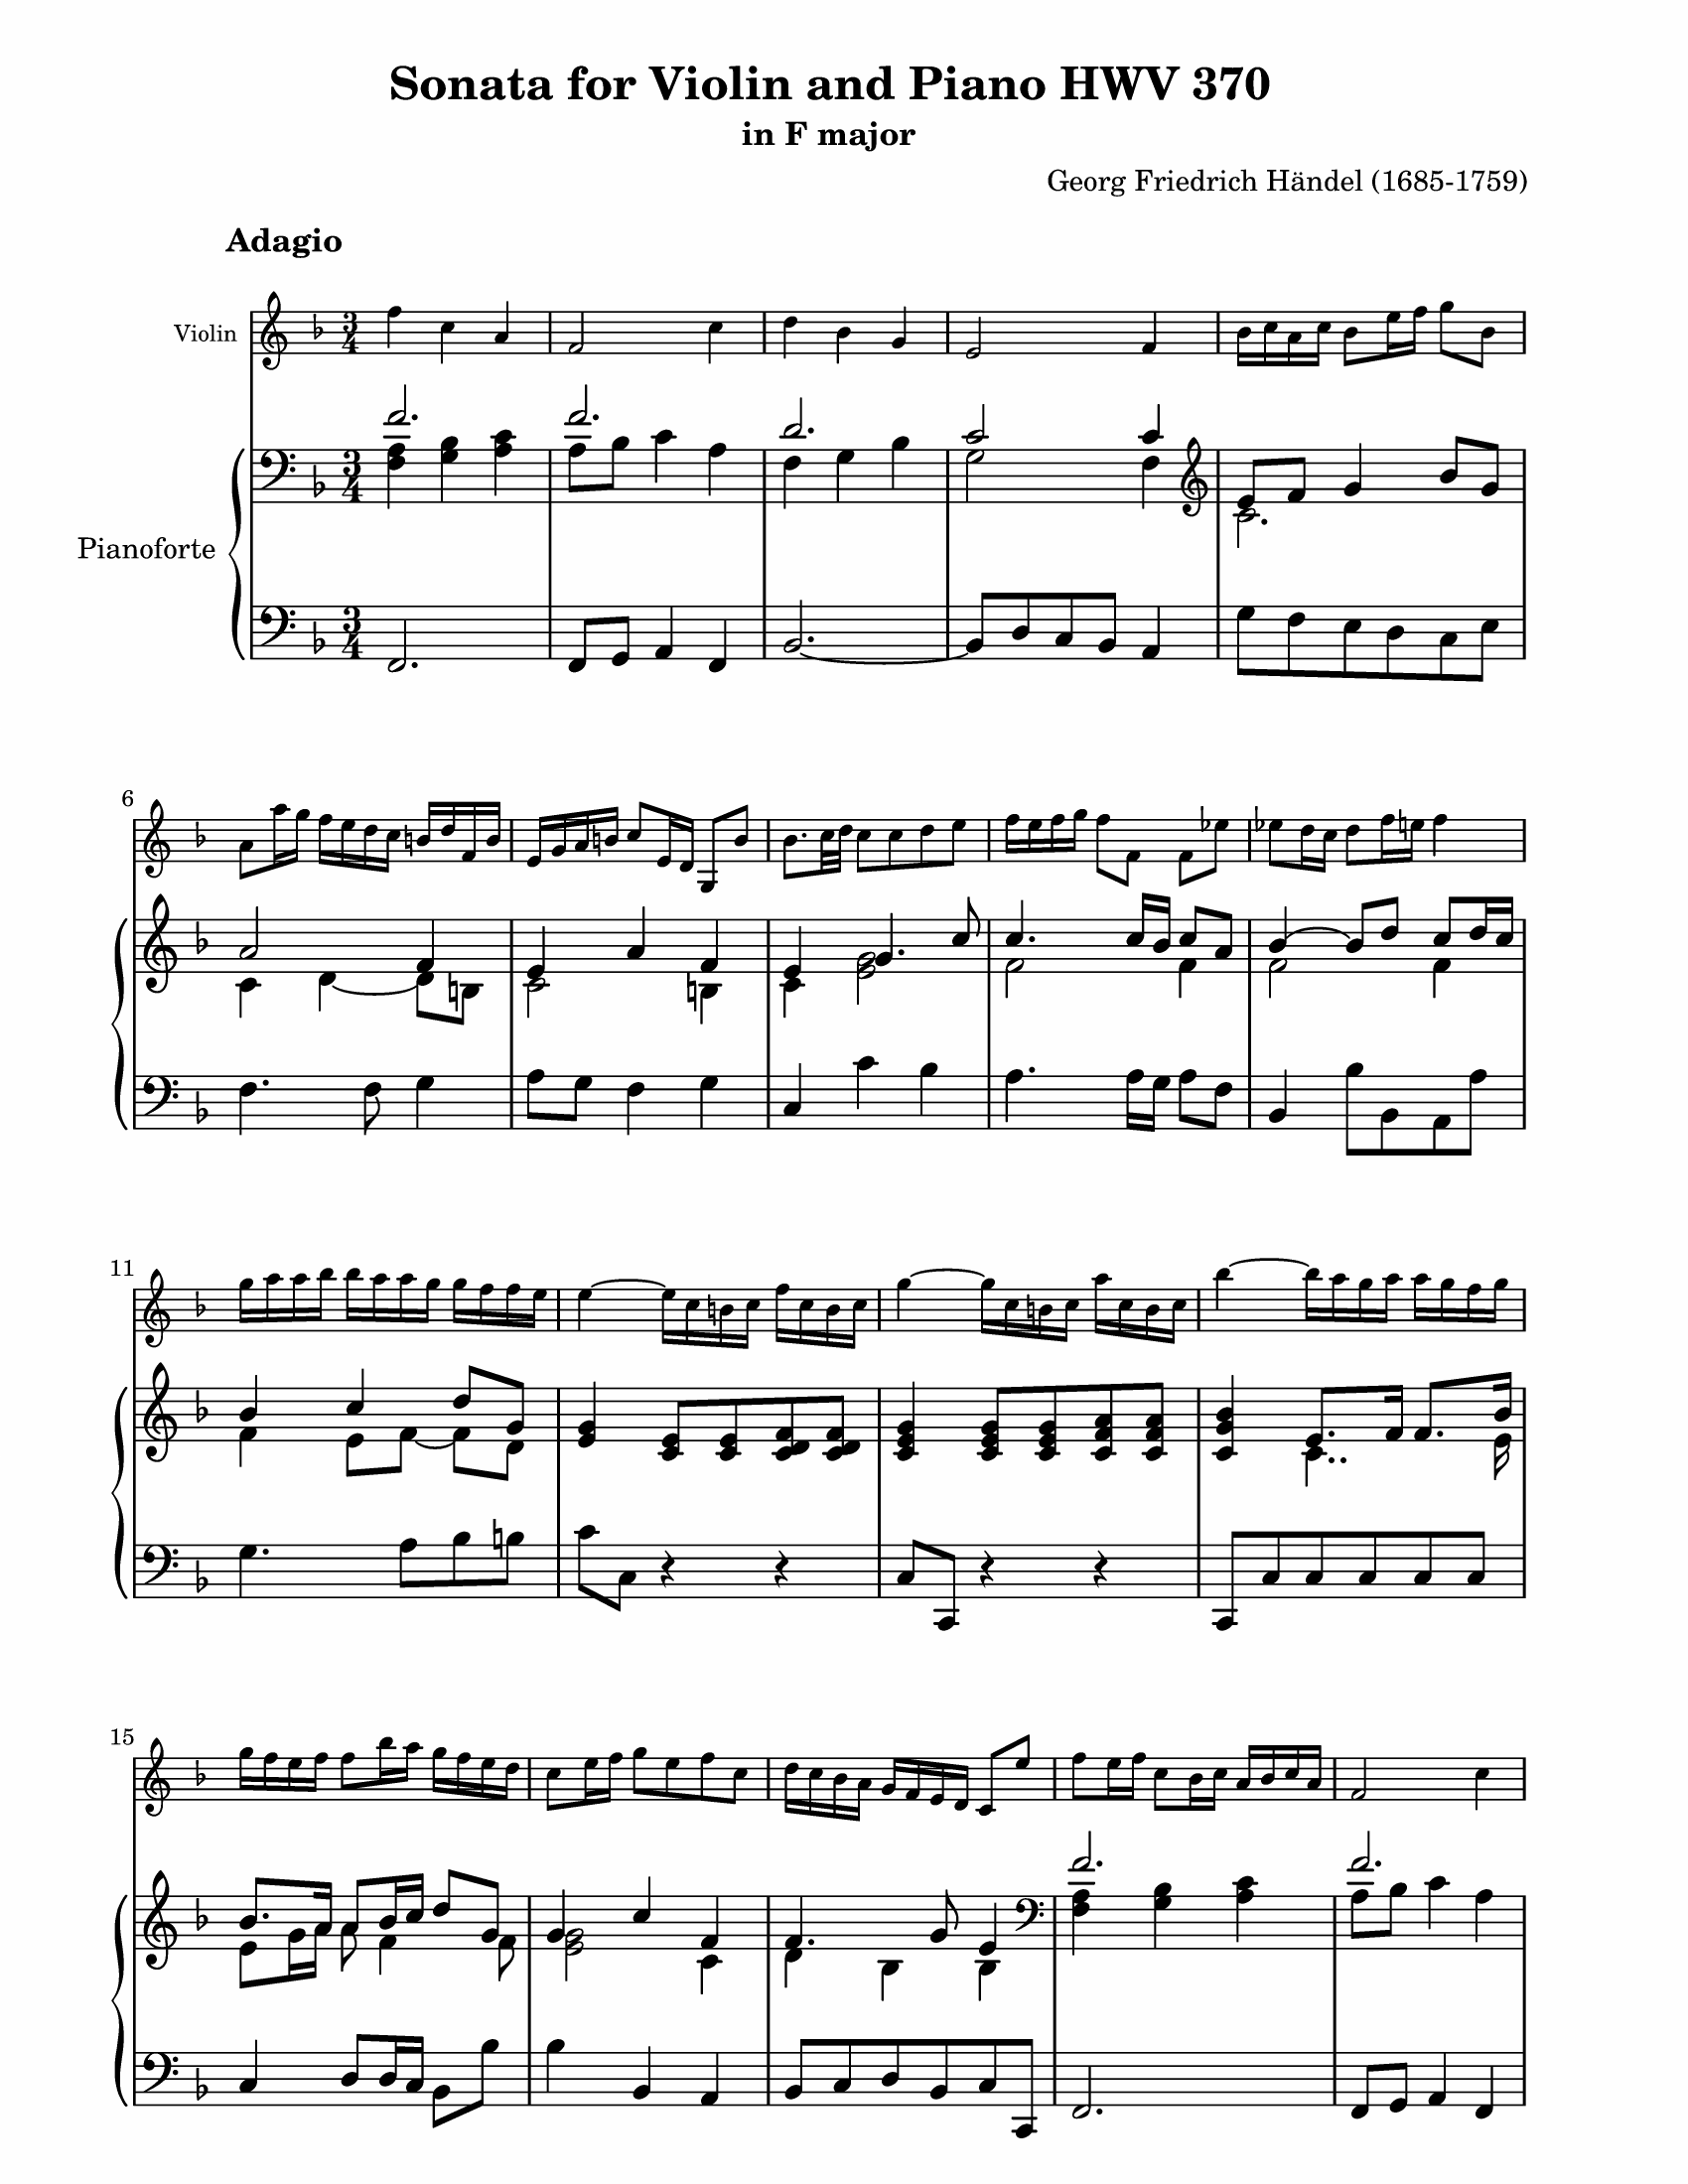 Sonata for Violin and Piano HWV 370
in F major
Georg Friedrich Händel (1685-1759)
Adagio
Violin
Pianoforte
6
11
15